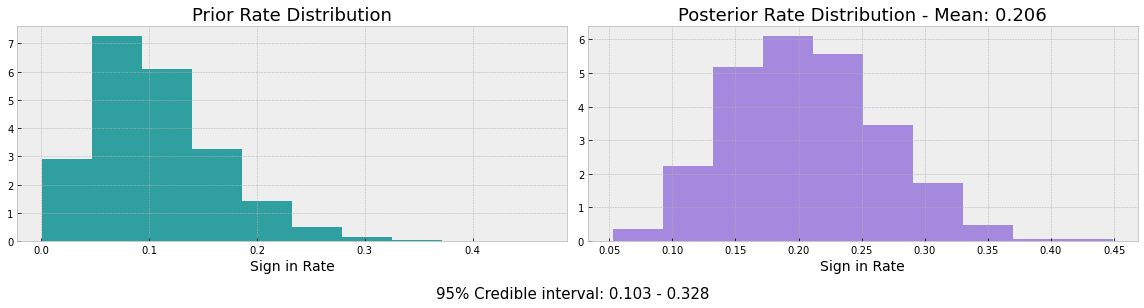 Prior Rate Distribution
7
6
5
4
3
2
1
0
0.0 0.1 0.2 0.3 0.4
Sign in Rate
Posterior Rate Distribution - Mean: 0.206
6
5
4
3
2
1
0
0.05 0.10 0.15 0.20 0.25 0.30 0.35 0.40 0.45
Sign in Rate
95% Credible interval: 0.103 - 0.328